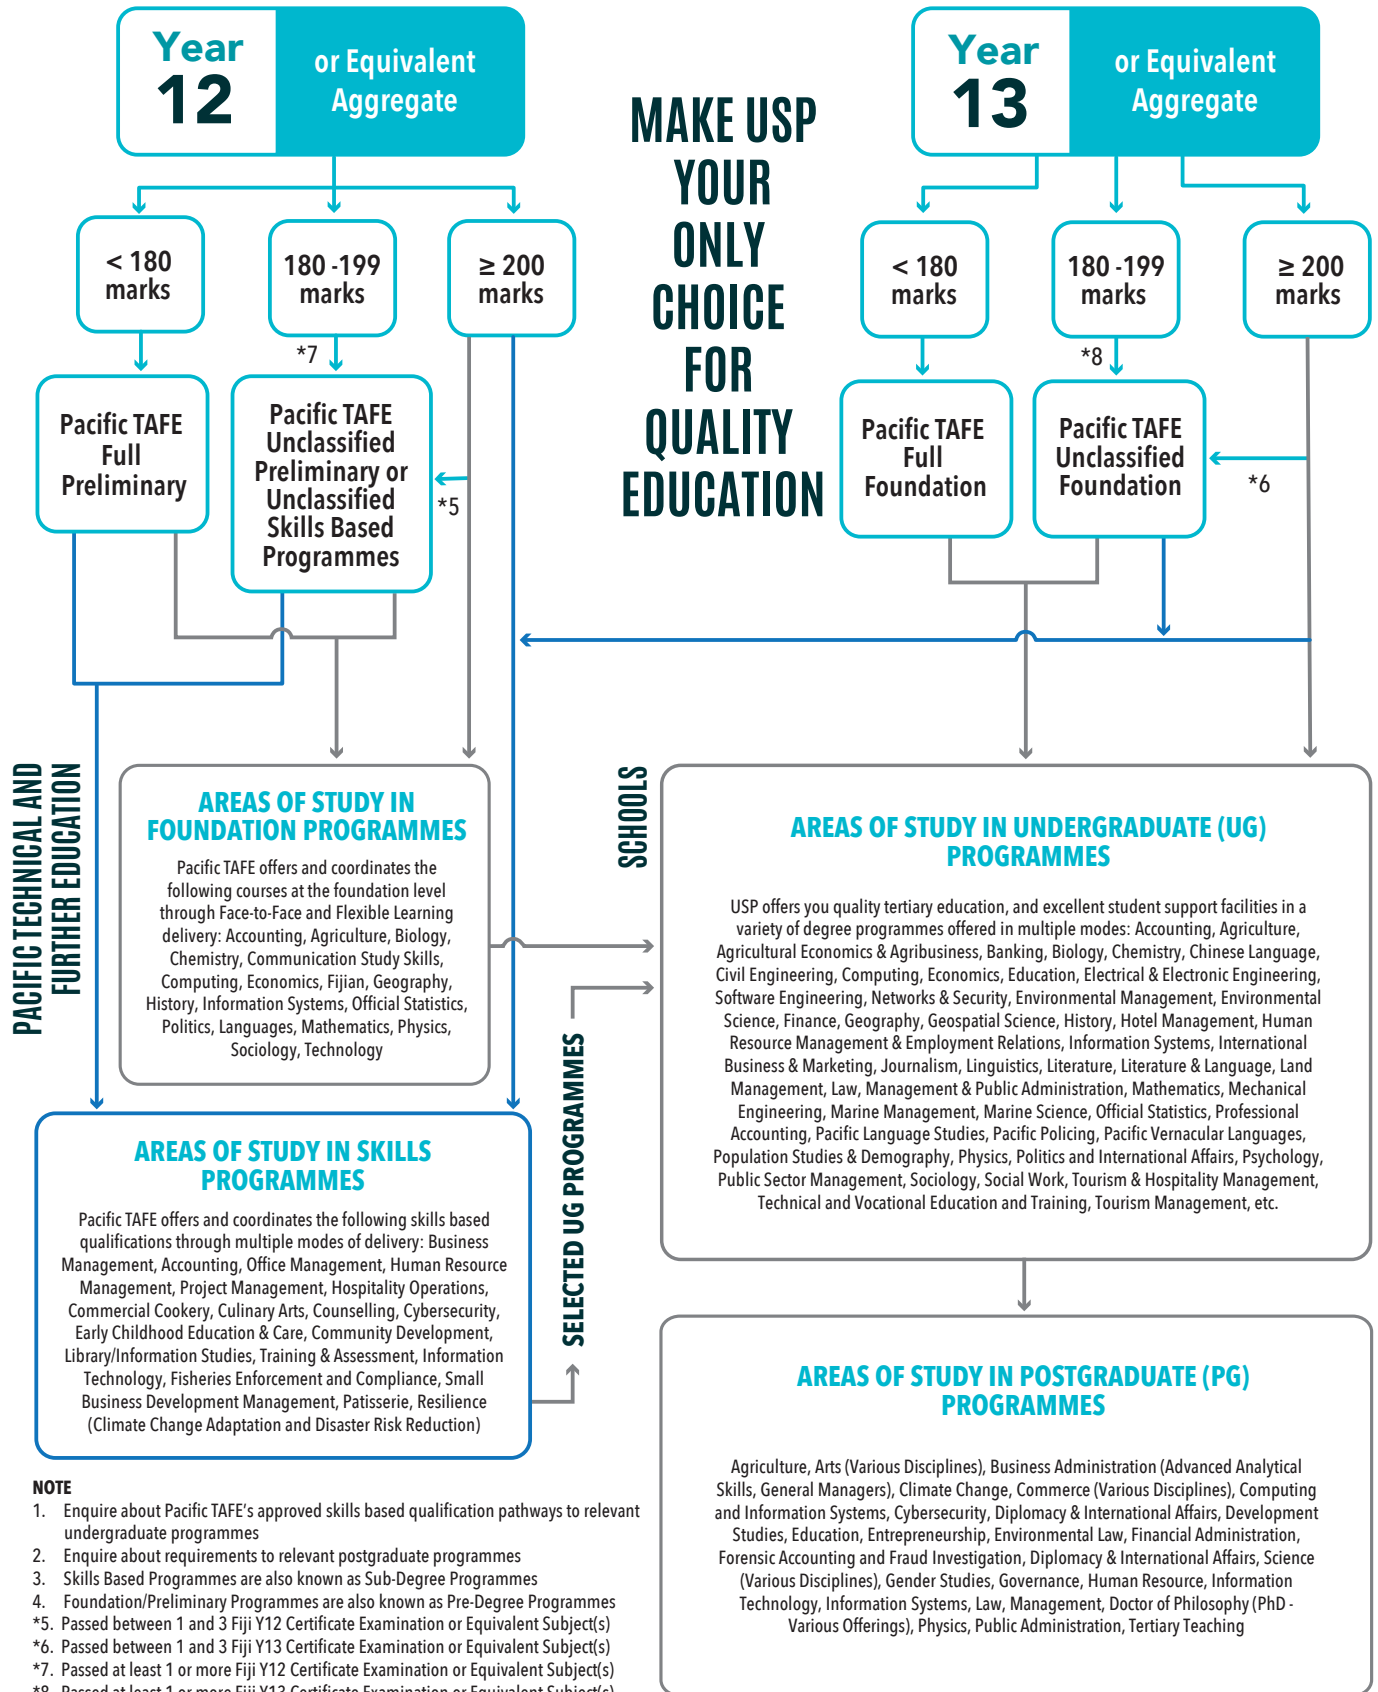 Year
12
or Equivalent
Aggregate
MAKE USP
YOUR
ONLY
CHOICE
FOR
QUALITY
EDUCATION
Year
13
or Equivalent
Aggregate
< 180
marks
180 -199
marks
≥ 200
marks
< 180
marks
180 -199
marks
≥ 200
marks
*7
*8
Pacific TAFE
Full
Preliminary
Pacific TAFE
Unclassified
Preliminary or
Unclassified
Skills Based
Programmes
*5
Pacific TAFE
Full
Foundation
Pacific TAFE
Unclassified
Foundation
*6
PACIFIC TECHNICAL AND
FURTHER EDUCATION
AREAS OF STUDY IN
FOUNDATION PROGRAMMES
Pacific TAFE offers and coordinates the
following courses at the foundation level
through Face-to-Face and Flexible Learning
delivery: Accounting, Agriculture, Biology,
Chemistry, Communication Study Skills,
Computing, Economics, Fijian, Geography,
History, Information Systems, Official Statistics,
Politics, Languages, Mathematics, Physics,
Sociology, Technology
SCHOOLS
AREAS OF STUDY IN UNDERGRADUATE (UG)
PROGRAMMES
USP offers you quality tertiary education, and excellent student support facilities in a
variety of degree programmes offered in multiple modes: Accounting, Agriculture,
Agricultural Economics & Agribusiness, Banking, Biology, Chemistry, Chinese Language,
Civil Engineering, Computing, Economics, Education, Electrical & Electronic Engineering,
Software Engineering, Networks & Security, Environmental Management, Environmental
Science, Finance, Geography, Geospatial Science, History, Hotel Management, Human
Resource Management & Employment Relations, Information Systems, International
Business & Marketing, Journalism, Linguistics, Literature, Literature & Language, Land
Management, Law, Management & Public Administration, Mathematics, Mechanical
Engineering, Marine Management, Marine Science, Official Statistics, Professional
Accounting, Pacific Language Studies, Pacific Policing, Pacific Vernacular Languages,
Population Studies & Demography, Physics, Politics and International Affairs, Psychology,
Public Sector Management, Sociology, Social Work, Tourism & Hospitality Management,
Technical and Vocational Education and Training, Tourism Management, etc.
SELECTED UG PROGRAMMES
AREAS OF STUDY IN SKILLS
PROGRAMMES
Pacific TAFE offers and coordinates the following skills based
qualifications through multiple modes of delivery: Business
Management, Accounting, Office Management, Human Resource
Management, Project Management, Hospitality Operations,
Commercial Cookery, Culinary Arts, Counselling, Cybersecurity,
Early Childhood Education & Care, Community Development,
Library/Information Studies, Training & Assessment, Information
Technology, Fisheries Enforcement and Compliance, Small
Business Development Management, Patisserie, Resilience
(Climate Change Adaptation and Disaster Risk Reduction)
AREAS OF STUDY IN POSTGRADUATE (PG)
PROGRAMMES
Agriculture, Arts (Various Disciplines), Business Administration (Advanced Analytical
Skills, General Managers), Climate Change, Commerce (Various Disciplines), Computing
and Information Systems, Cybersecurity, Diplomacy & International Affairs, Development
Studies, Education, Entrepreneurship, Environmental Law, Financial Administration,
Forensic Accounting and Fraud Investigation, Diplomacy & International Affairs, Science
(Various Disciplines), Gender Studies, Governance, Human Resource, Information
Technology, Information Systems, Law, Management, Doctor of Philosophy (PhD -
Various Offerings), Physics, Public Administration, Tertiary Teaching
NOTE
1. Enquire about Pacific TAFE's approved skills based qualification pathways to relevant
undergraduate programmes
2. Enquire about requirements to relevant postgraduate programmes
3. Skills Based Programmes are also known as Sub-Degree Programmes
4. Foundation/Preliminary Programmes are also known as Pre-Degree Programmes
*5. Passed between 1 and 3 Fiji Y12 Certificate Examination or Equivalent Subject(s)
*6. Passed between 1 and 3 Fiji Y13 Certificate Examination or Equivalent Subject(s)
*7. Passed at least 1 or more Fiji Y12 Certificate Examination or Equivalent Subject(s)
*8. Passed at least 1 or more Fiji Y13 Certificate Examination or Equivalent Subject(s)